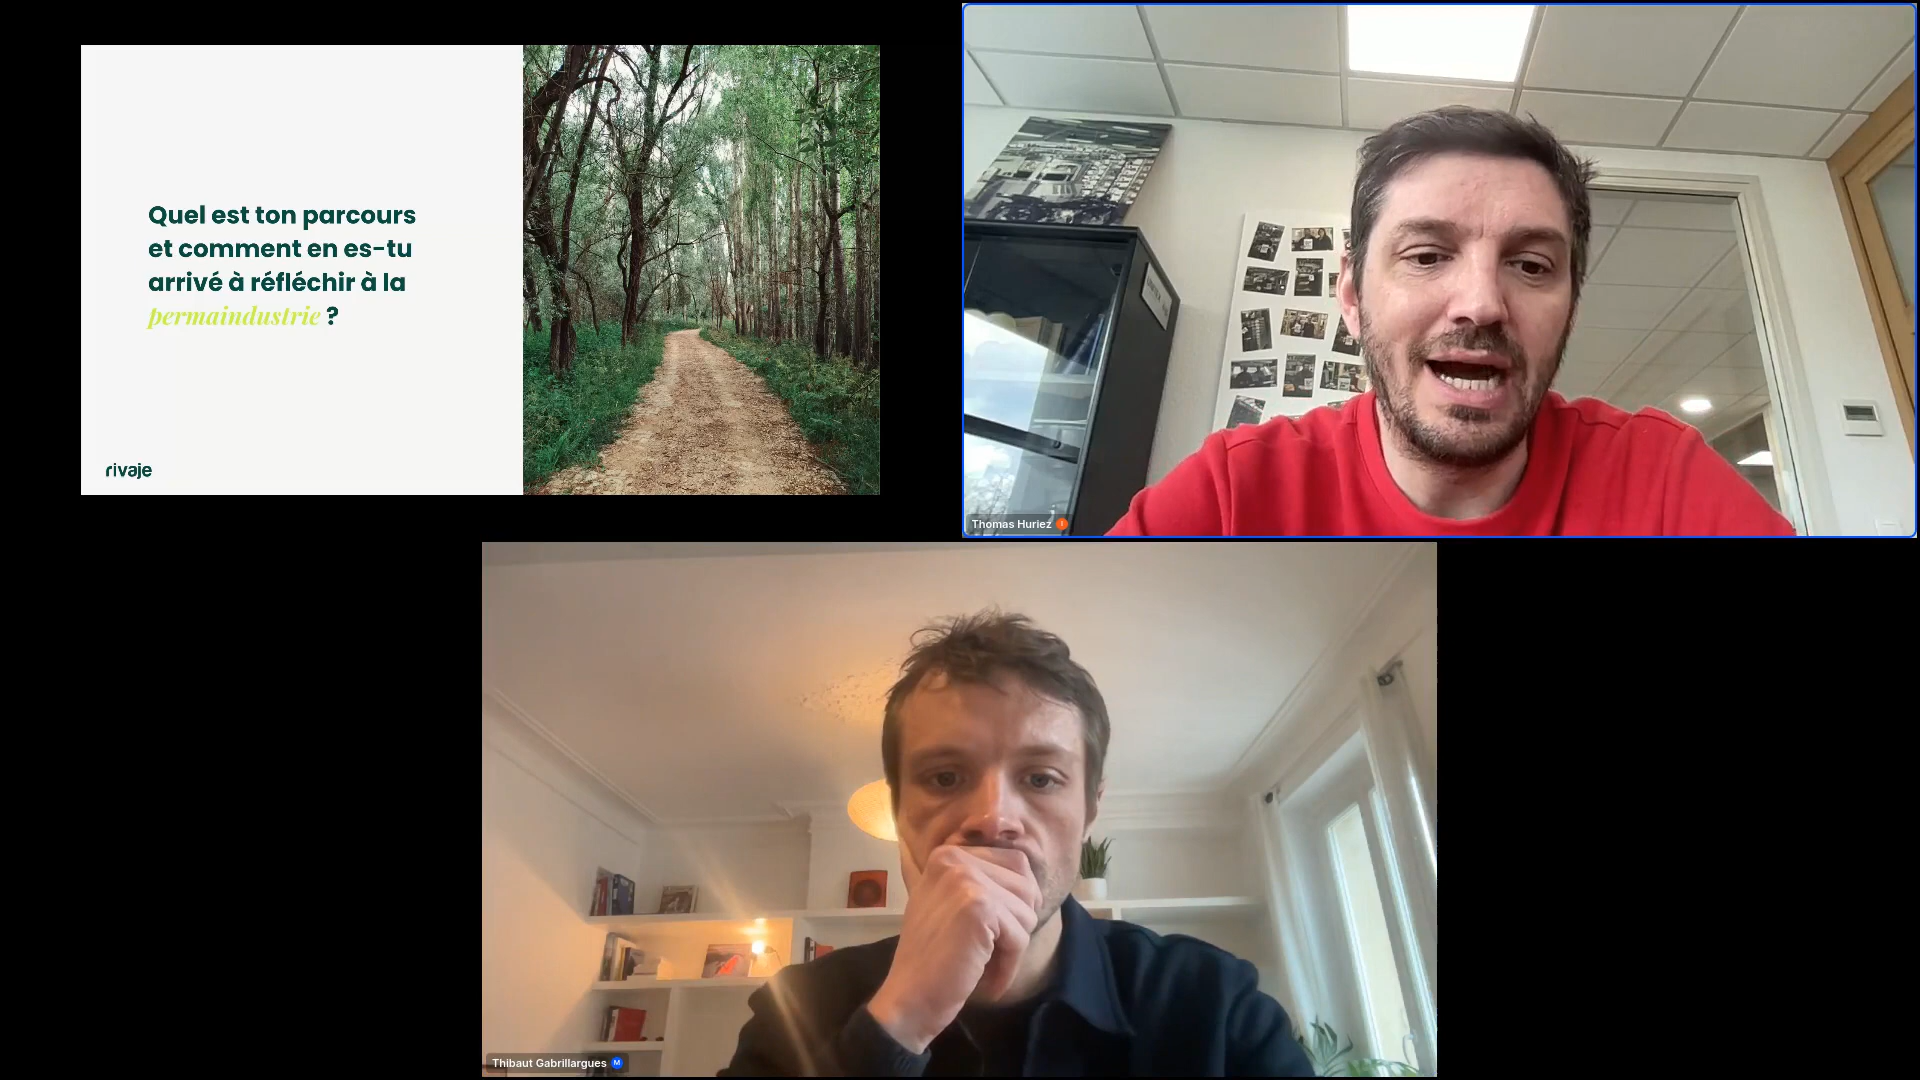 Quel est ton parcours
et comment en es-tu
arrivé à réfléchir à la
permaindustrie ?
rivaje
Thomas Huriez
Thibaut Gabrillargues M